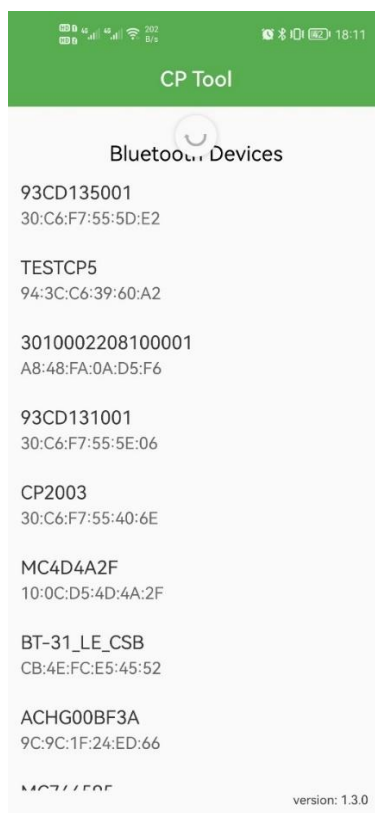 202
B/s
42
18:11
CP Tool
Bluetooth Devices
93CD135001
30:C6:F7:55:5D:E2
TESTCP5
94:3C:C6:39:60:A2
3010002208100001
A8:48:FA:0A:D5:F6
93CD131001
30:C6:F7:55:5E:06
CP2003
30:C6:F7:55:40:6E
MC4D4A2F
10:0C:D5:4D:4A:2F
BT-31_LE_CSB
CB:4E:FC:E5:45:52
ACHG00BF3A
9C:9C:1F:24:ED:66
version: 1.3.0